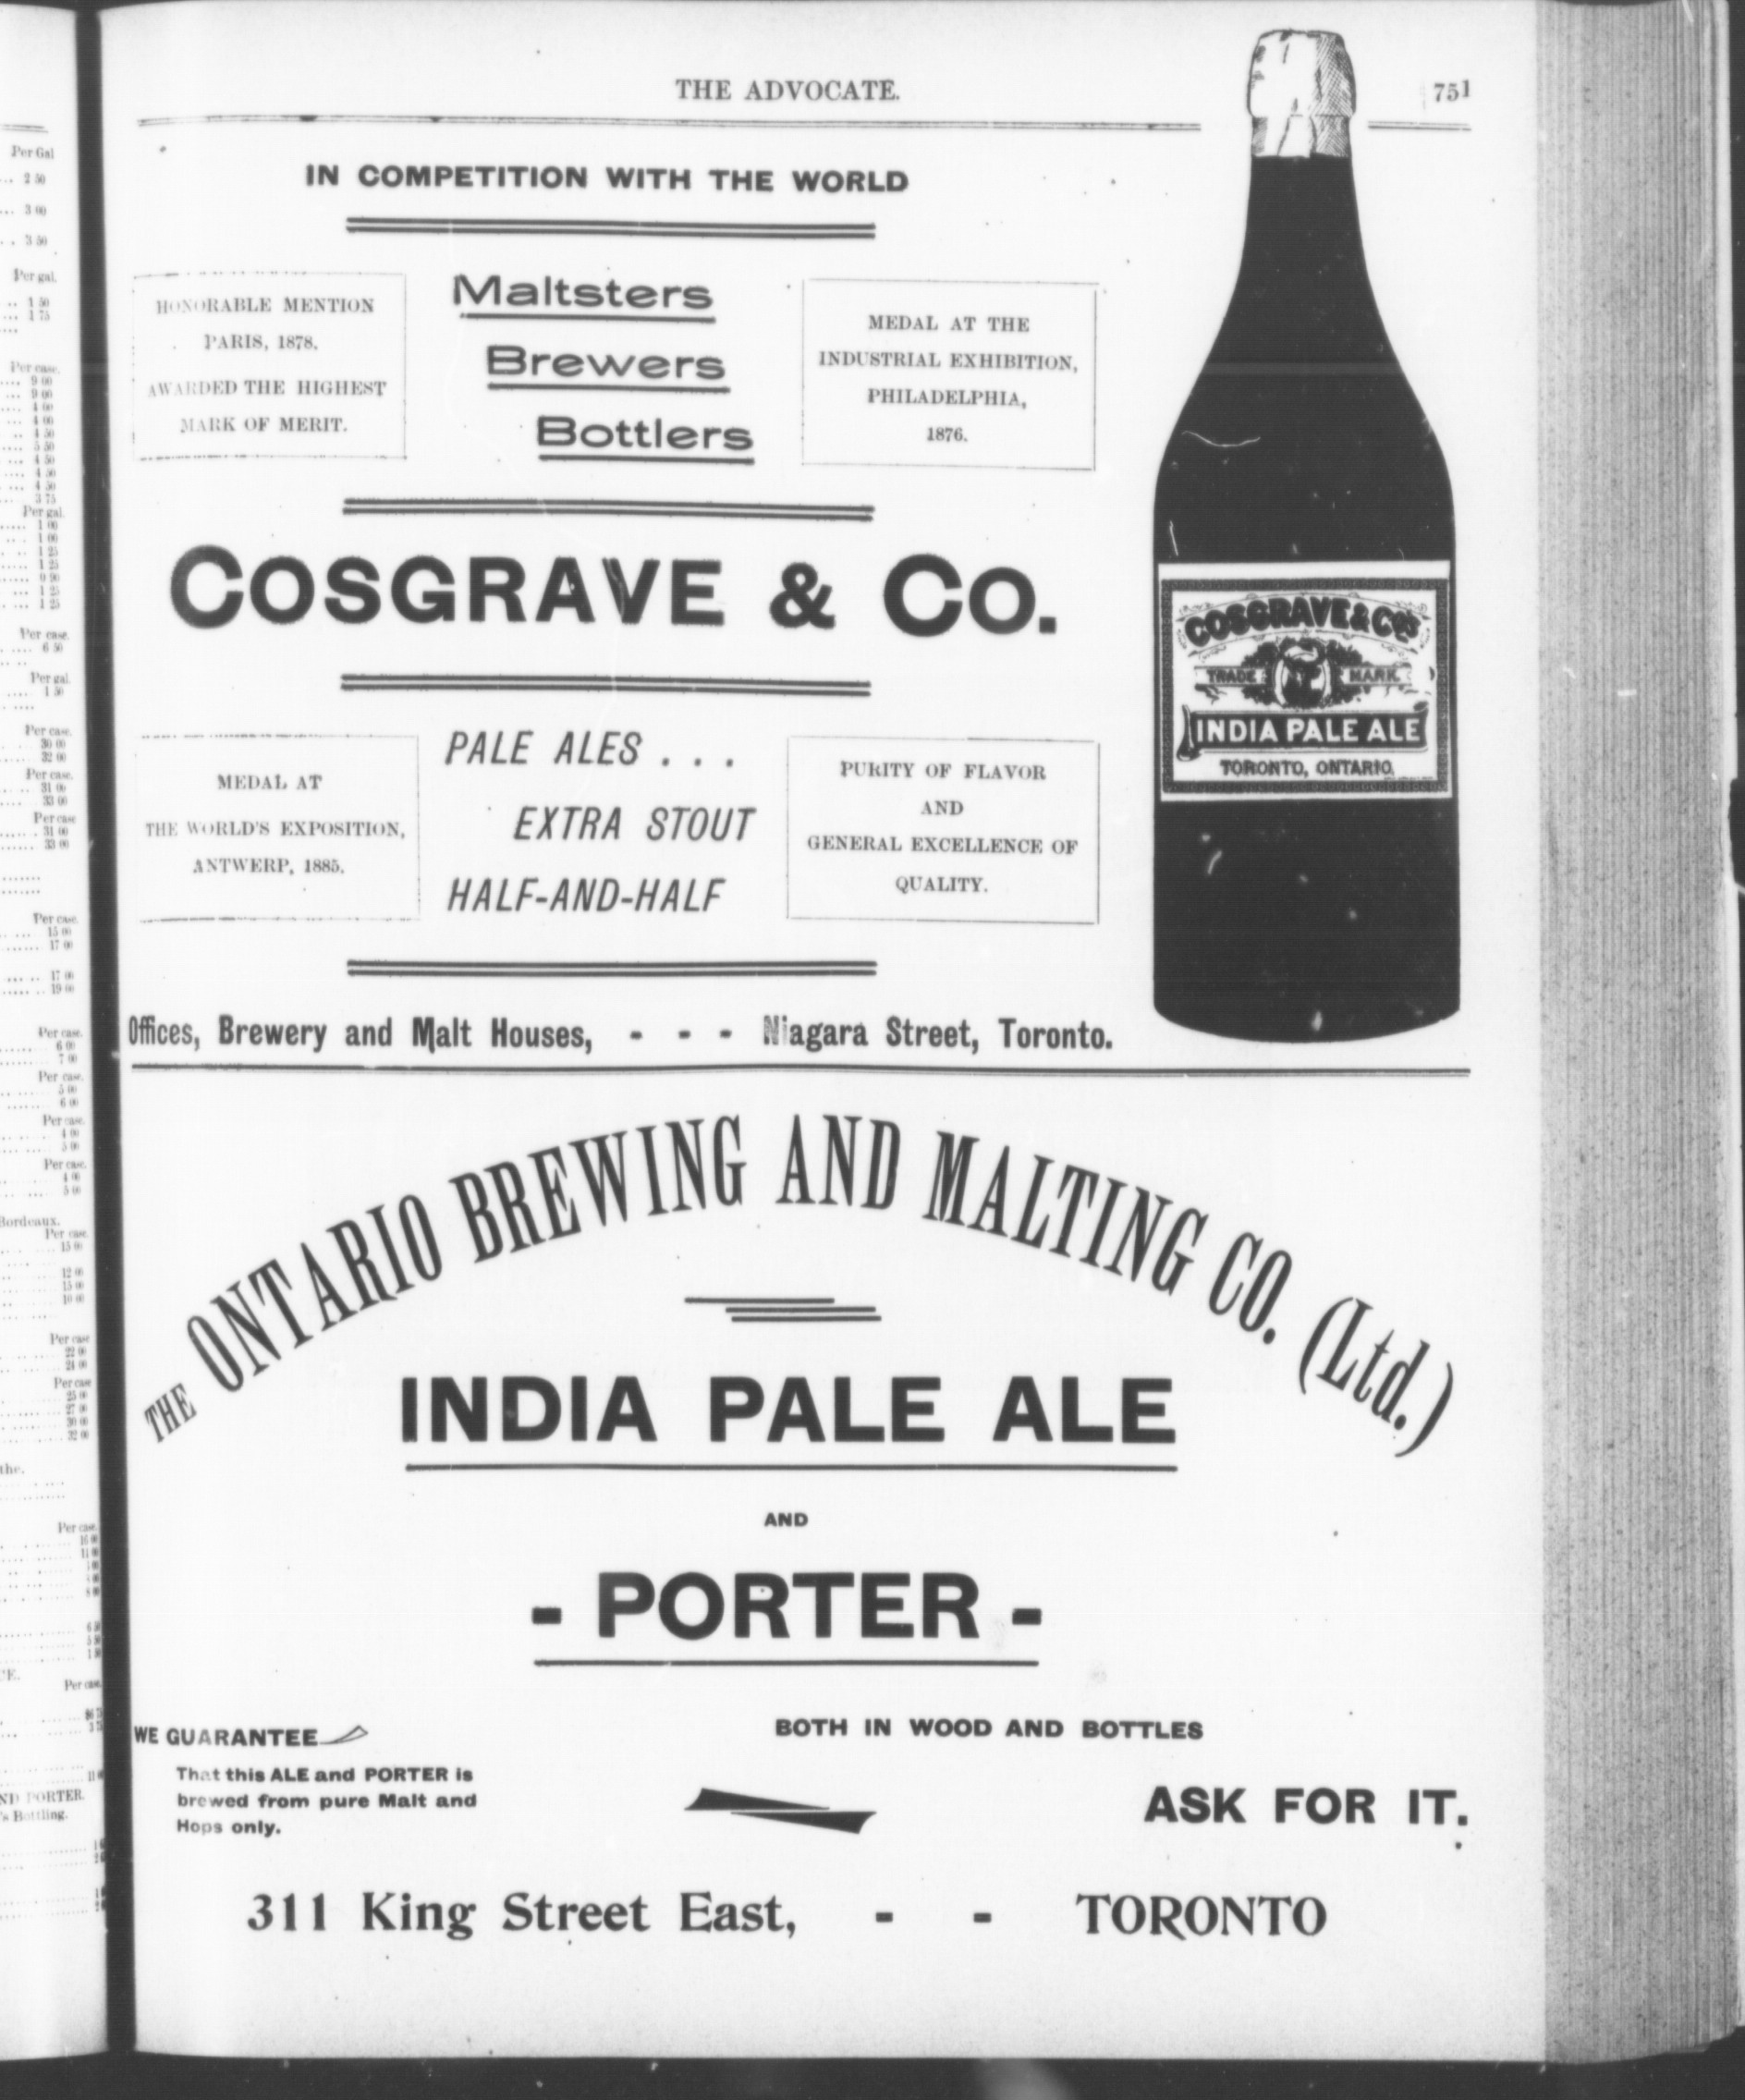 THE ADVOCATE.
751
IN COMPETITION WITH THE WORLD
HONORABLE MENTION
PARIS, 1878.
AWARDED THE HIGHEST
MARK OF MERIT.
Maltsters
Brewers
Bottlers
MEDAL AT THE
INDUSTRIAL EXHIBITION,
PHILADELPHIA,
1876.
COSGRAVE & CO.
MEDAL AT
THE WORLD'S EXPOSITION,
ANTWERP, 1885.
PALE ALES . . .
EXTRA STOUT
HALF-AND-HALF
PURITY OF FLAVOR
AND
GENERAL EXCELLENCE OF
QUALITY.
COSGRAVE & CO'S
TRADE MARK
INDIA PALE ALE
TORONTO, ONTARIO,
Offices, Brewery and Malt Houses, - - - Niagara Street, Toronto.
THE ONTARIO BREWING AND MALTING CO. (Ltd.)
INDIA PALE ALE
AND
- PORTER -
WE GUARANTEE
That this ALE and PORTER is
brewed from pure Malt and
Hops only.
BOTH IN WOOD AND BOTTLES
ASK FOR IT.
311 King Street East, - - TORONTO